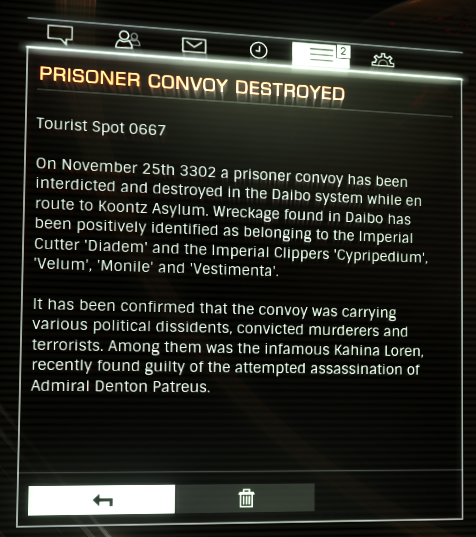 2
PRISONER CONVOY DESTROYED
Tourist Spot 0667
On November 25th 3302 a prisoner convoy has been
interdicted and destroyed in the Daibo system while en
route to Koontz Asylum. Wreckage found in Daibo has
been positively identified as belonging to the Imperial
Cutter 'Diadem' and the Imperial Clippers 'Cypripedium',
'Velum', 'Monile' and 'Vestimenta'.
It has been confirmed that the convoy was carrying
various political dissidents, convicted murderers and
terrorists. Among them was the infamous Kahina Loren,
recently found guilty of the attempted assassination of
Admiral Denton Patreus.